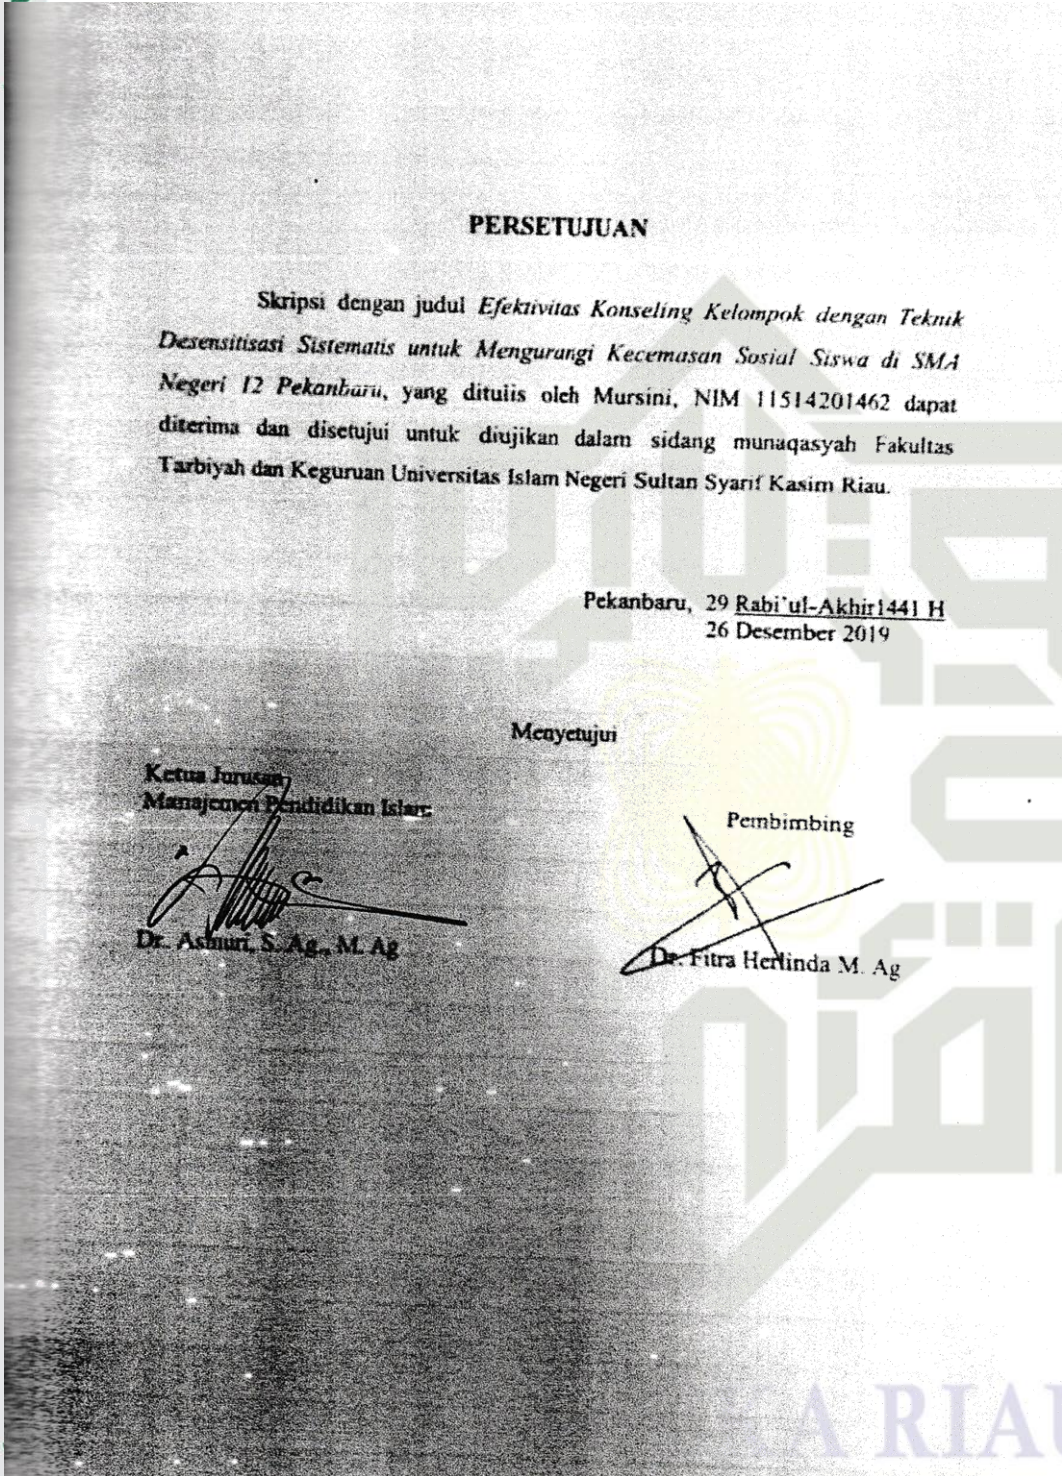 PERSETUJUAN
Skripsi dengan judul Efektivitas Konseling Kelompok dengan Teknik
Desensitisasi Sistematis untuk Mengurangi Kecemasan Sosial Siswa di SMA
Negeri 12 Pekanbaru, yang ditulis oleh Mursini, NIM 11514201462 dapat
diterima dan disetujui untuk diujikan dalam sidang munaqasyah Fakultas
Tarbiyah dan Keguruan Universitas Islam Negeri Sultan Syarif Kasim Riau.
Pekanbaru, 29 Rabi'ul-Akhir1441 H
26 Desember 2019
Menyetujui
Ketua Jurusan
Manajemen Pendidikan Islam
Dr. Asmuri, S. Ag., M. Ag
Pembimbing
Dr. Fitra Herlinda M. Ag
A RIAU